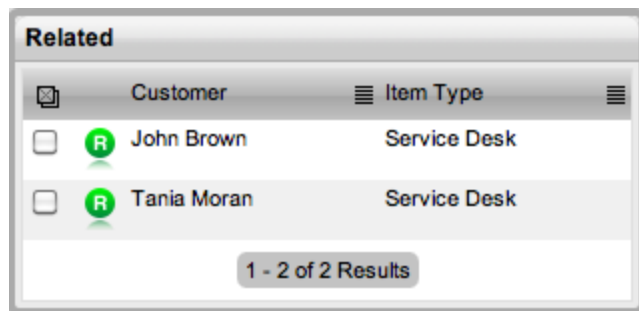 Related
Customer Item Type
R John Brown Service Desk
R Tania Moran Service Desk
1 - 2 of 2 Results